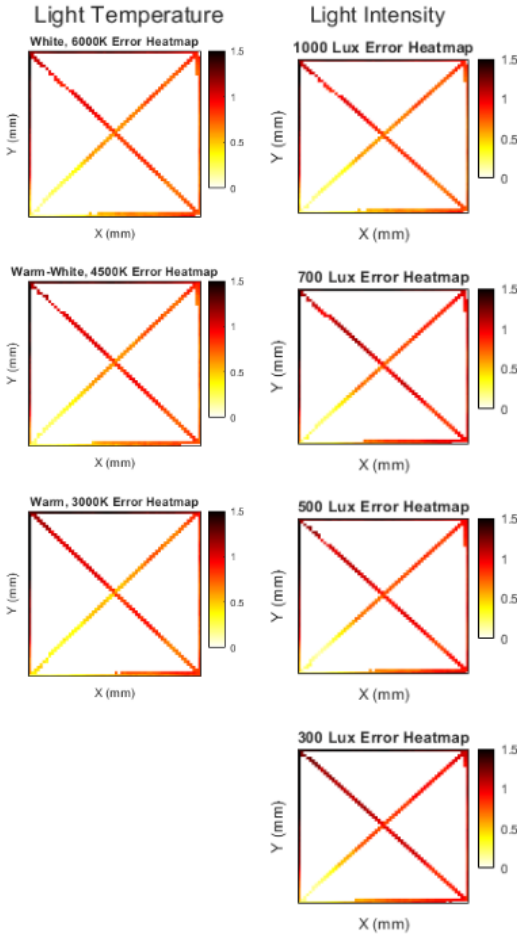 Light Temperature
Light Intensity
White, 6000K Error Heatmap
1.5
1
0.5
0
Y (mm)
X (mm)
1000 Lux Error Heatmap
1.5
1
0.5
0
Y (mm)
X (mm)
Warm-White, 4500K Error Heatmap
1.5
1
0.5
0
Y (mm)
X (mm)
700 Lux Error Heatmap
1.5
1
0.5
0
Y (mm)
X (mm)
Warm, 3000K Error Heatmap
1.5
1
0.5
0
Y (mm)
X (mm)
500 Lux Error Heatmap
1.5
1
0.5
0
Y (mm)
X (mm)
300 Lux Error Heatmap
1.5
1
0.5
0
Y (mm)
X (mm)